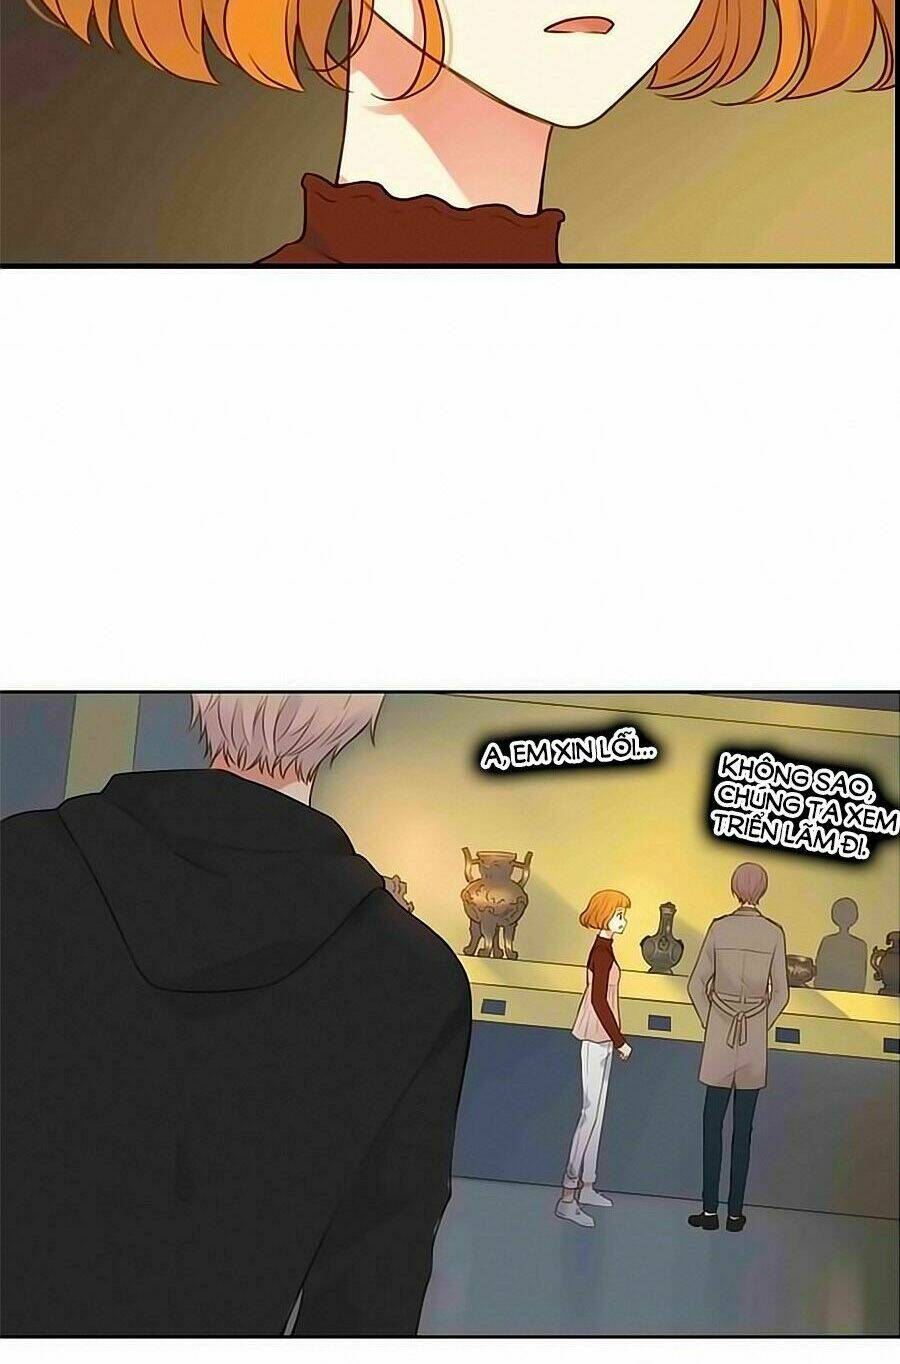 A, EM XIN LỖI...
KHÔNG SAO,
CHÚNG TA XEM
TRIỂN LÃM ĐI.